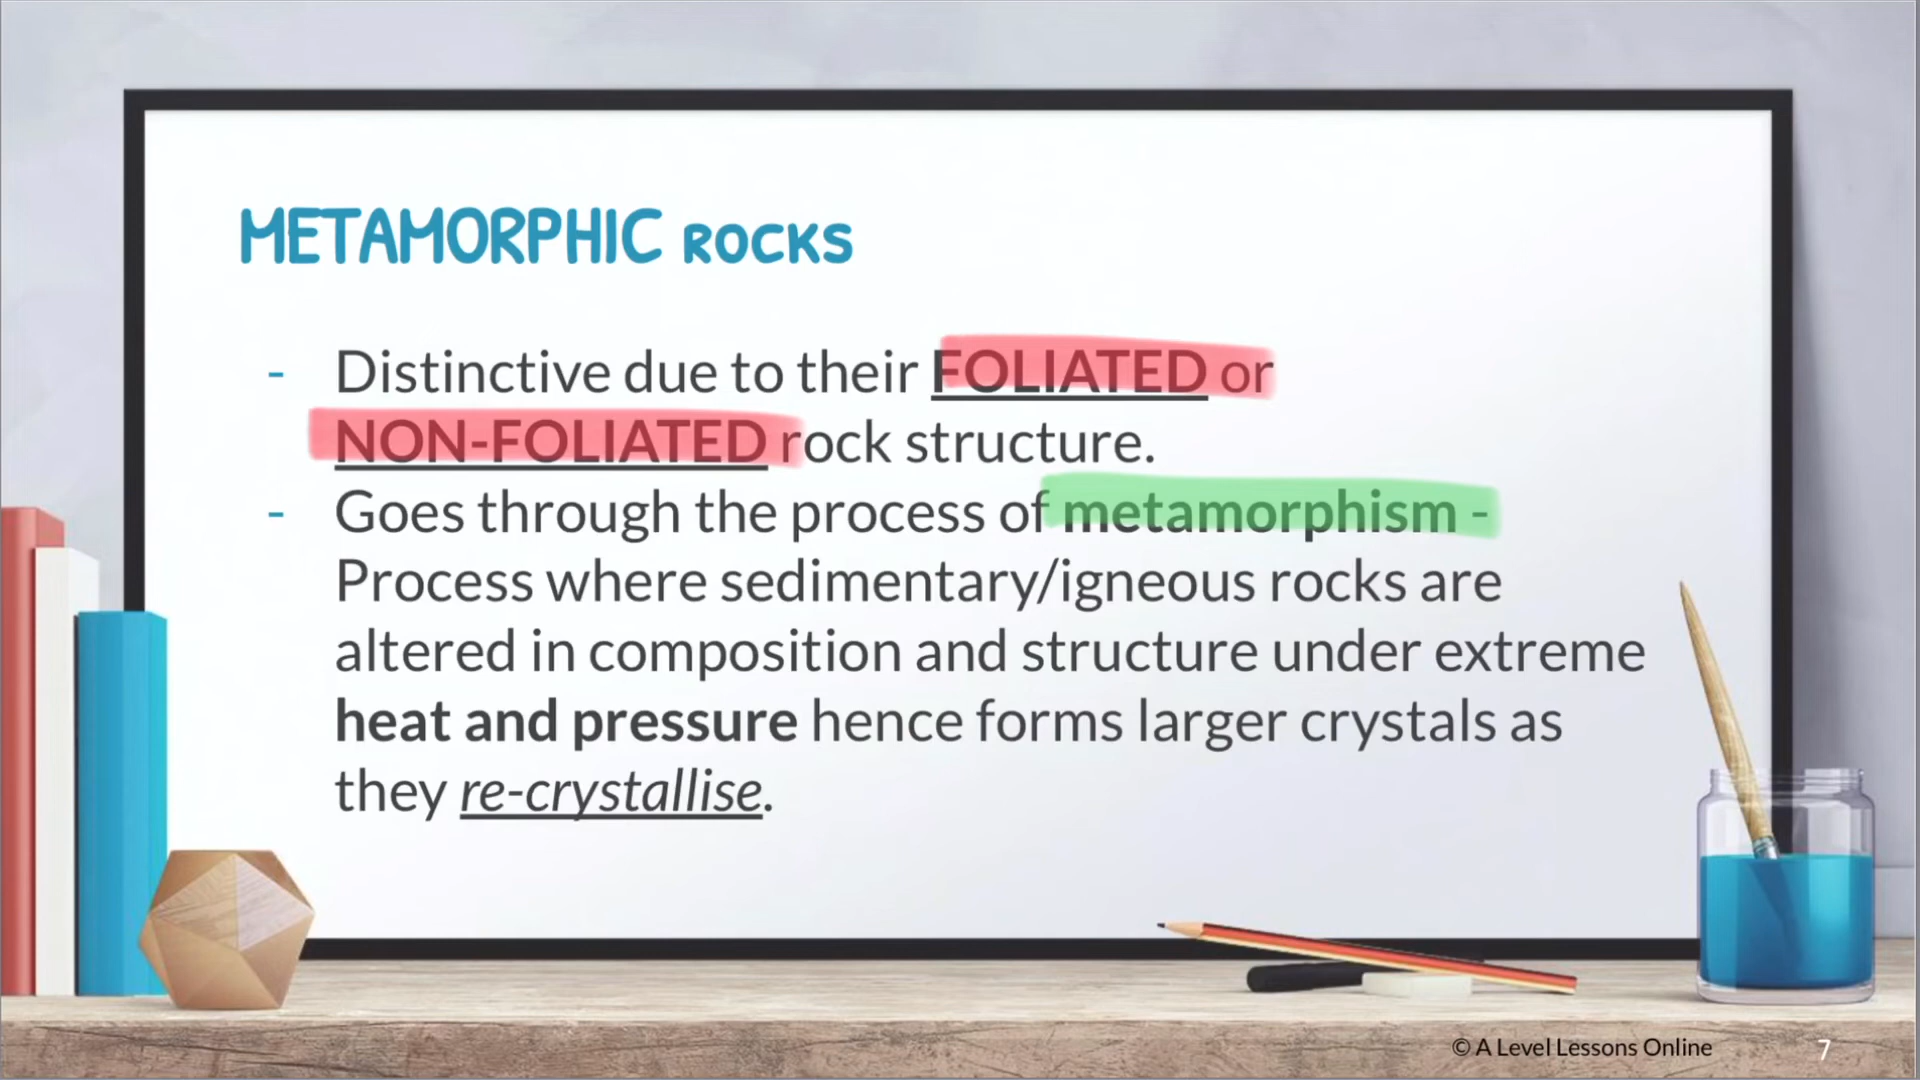 METAMORPHIC ROCKS
- Distinctive due to their FOLIATED or
NON-FOLIATED rock structure.
- Goes through the process of metamorphism -
Process where sedimentary/igneous rocks are
altered in composition and structure under extreme
heat and pressure hence forms larger crystals as
they re-crystallise.
© A Level Lessons Online
7